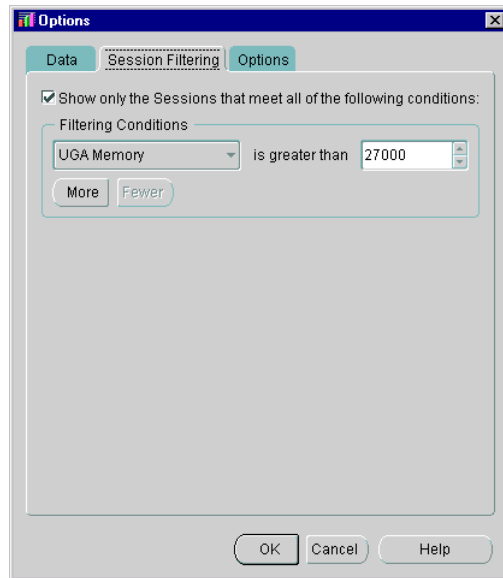 Options
Data Session Filtering Options
Show only the Sessions that meet all of the following conditions:
Filtering Conditions
UGA Memory is greater than 27000
More Fewer
OK Cancel Help